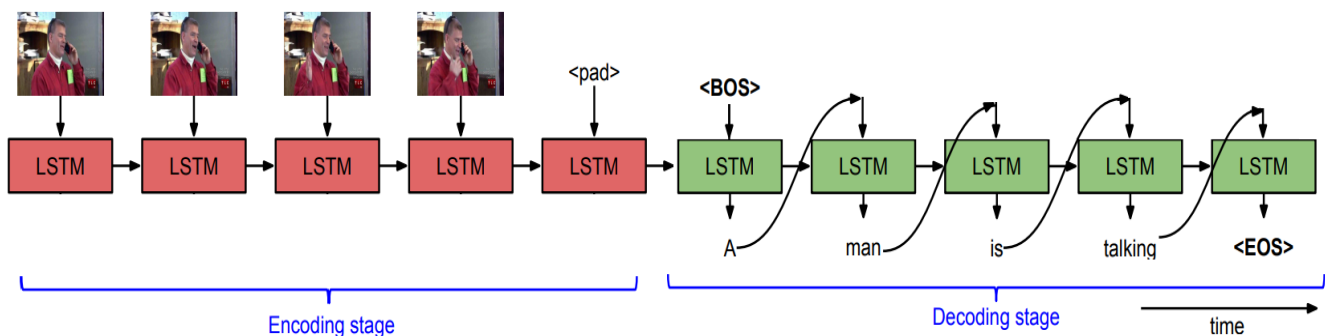 <pad>
<BOS>
LSTM LSTM LSTM LSTM LSTM LSTM LSTM LSTM LSTM LSTM
A man is talking <EOS>
Encoding stage
Decoding stage
time